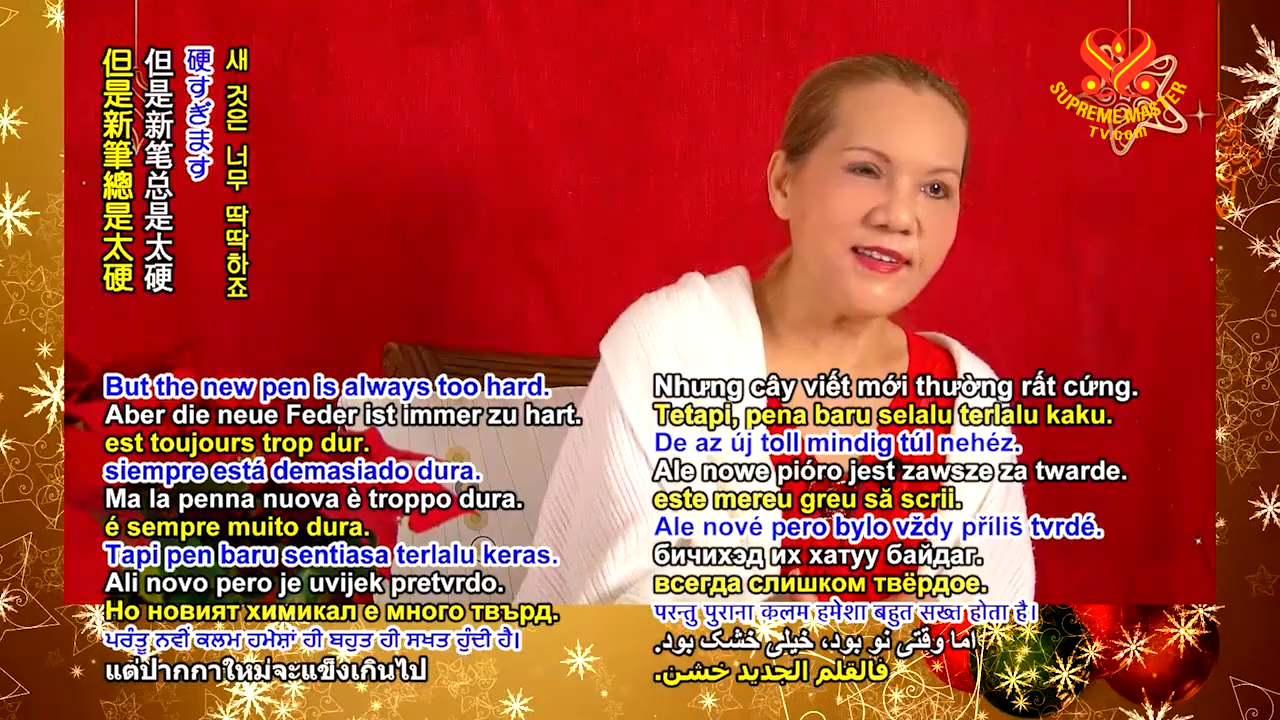 새 것은 너무 딱딱하죠
硬すぎます
但是新笔总是太硬
但是新筆總是太硬
SUPREME MASTER
TV.com
But the new pen is always too hard.
Aber die neue Feder ist immer zu hart.
est toujours trop dur.
siempre está demasiado dura.
Ma la penna nuova è troppo dura.
é sempre muito dura.
Tapi pen baru sentiasa terlalu keras.
Ali novo pero je uvijek pretvrdo.
Но новият химикал е много твърд.
ਪਰੰਤੂ ਨਵੀਂ ਕਲਮ ਹਮੇਸ਼ਾਂ ਹੀ ਬਹੁਤ ਹੀ ਸਖਤ ਹੁੰਦੀ ਹੈ।
แต่ปากกาใหม่จะแข็งเกินไป
Nhưng cây viết mới thường rất cứng.
Tetapi, pena baru selalu terlalu kaku.
De az új toll mindig túl nehéz.
Ale nowe pióro jest zawsze za twarde.
este mereu greu să scrii.
Ale nové pero bylo vždy příliš tvrdé.
бичихэд их хатуу байдаг.
всегда слишком твёрдое.
परन्तु पुराना कलम हमेशा बहुत सख्त होता है।
اما وقتی نو بود، خیلی خشک بود.
فالقلم الجديد خشن.